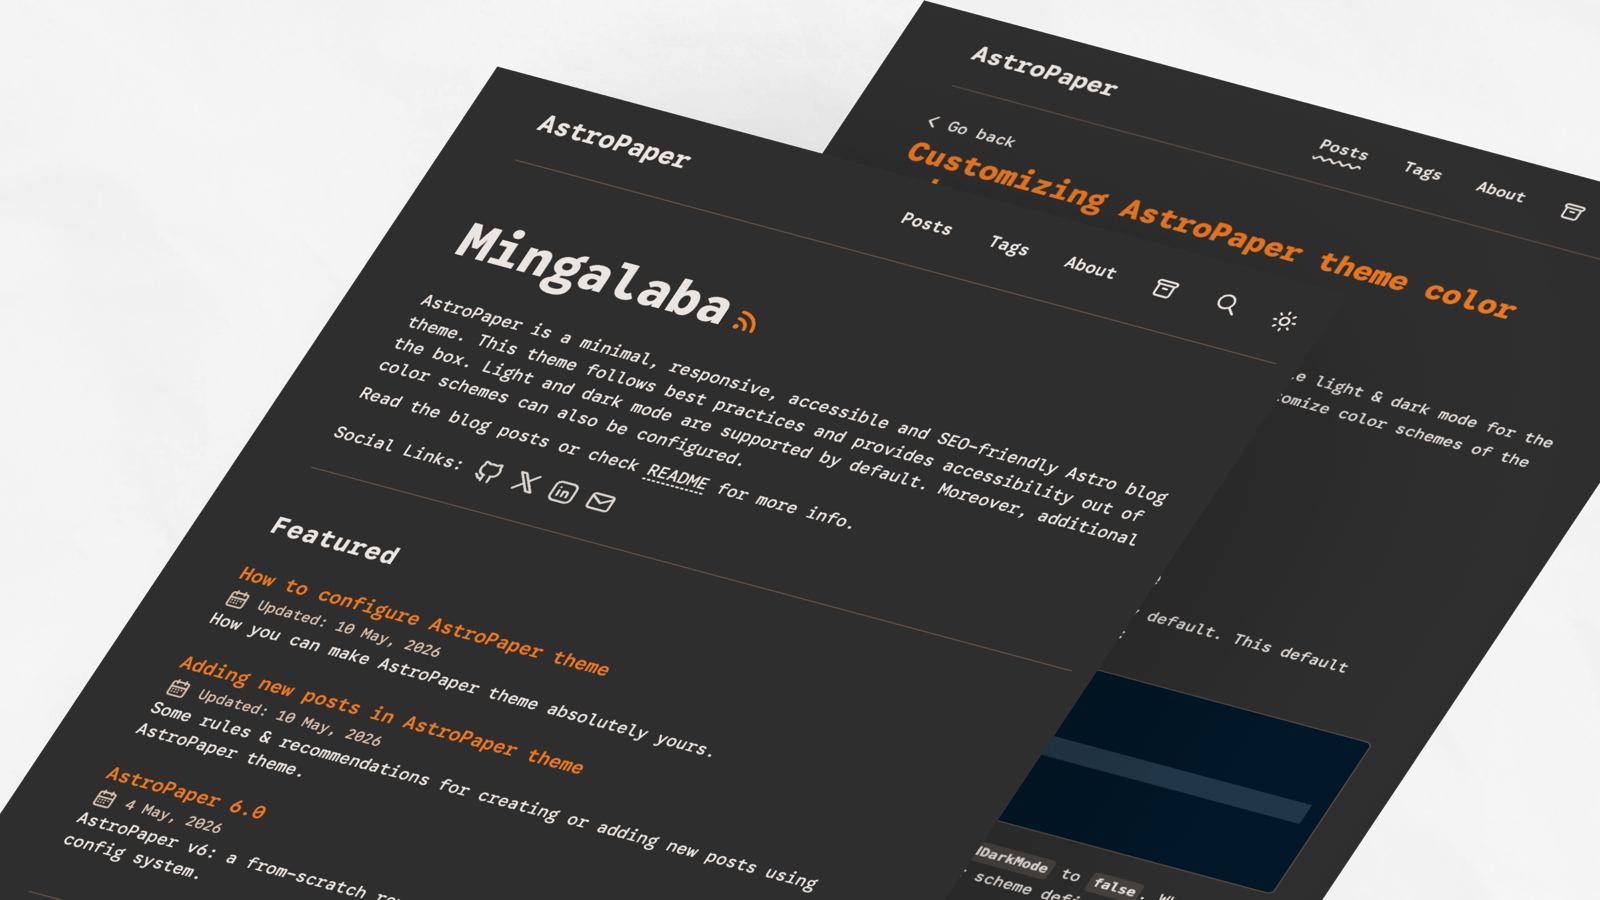 AstroPaper
Posts
Tags
About
Mingalaba
AstroPaper is a minimal, responsive, accessible and SEO-friendly Astro blog
theme. This theme follows best practices and provides accessibility out of
the box. Light and dark mode are supported by default. Moreover, additional
color schemes can also be configured.
Read the blog posts or check README for more info.
Social Links:
Featured
How to configure AstroPaper theme
Updated: 10 May, 2026
How you can make AstroPaper theme absolutely yours.
Adding new posts in AstroPaper theme
Updated: 10 May, 2026
Some rules & recommendations for creating or adding new posts using
AstroPaper theme.
AstroPaper 6.0
4 May, 2026
AstroPaper v6: a from-scratch
config system.
AstroPaper
Posts
Tags
About
Go back
Customizing AstroPaper theme color
light & dark mode for the
color schemes of the
default. This default
to false.
scheme